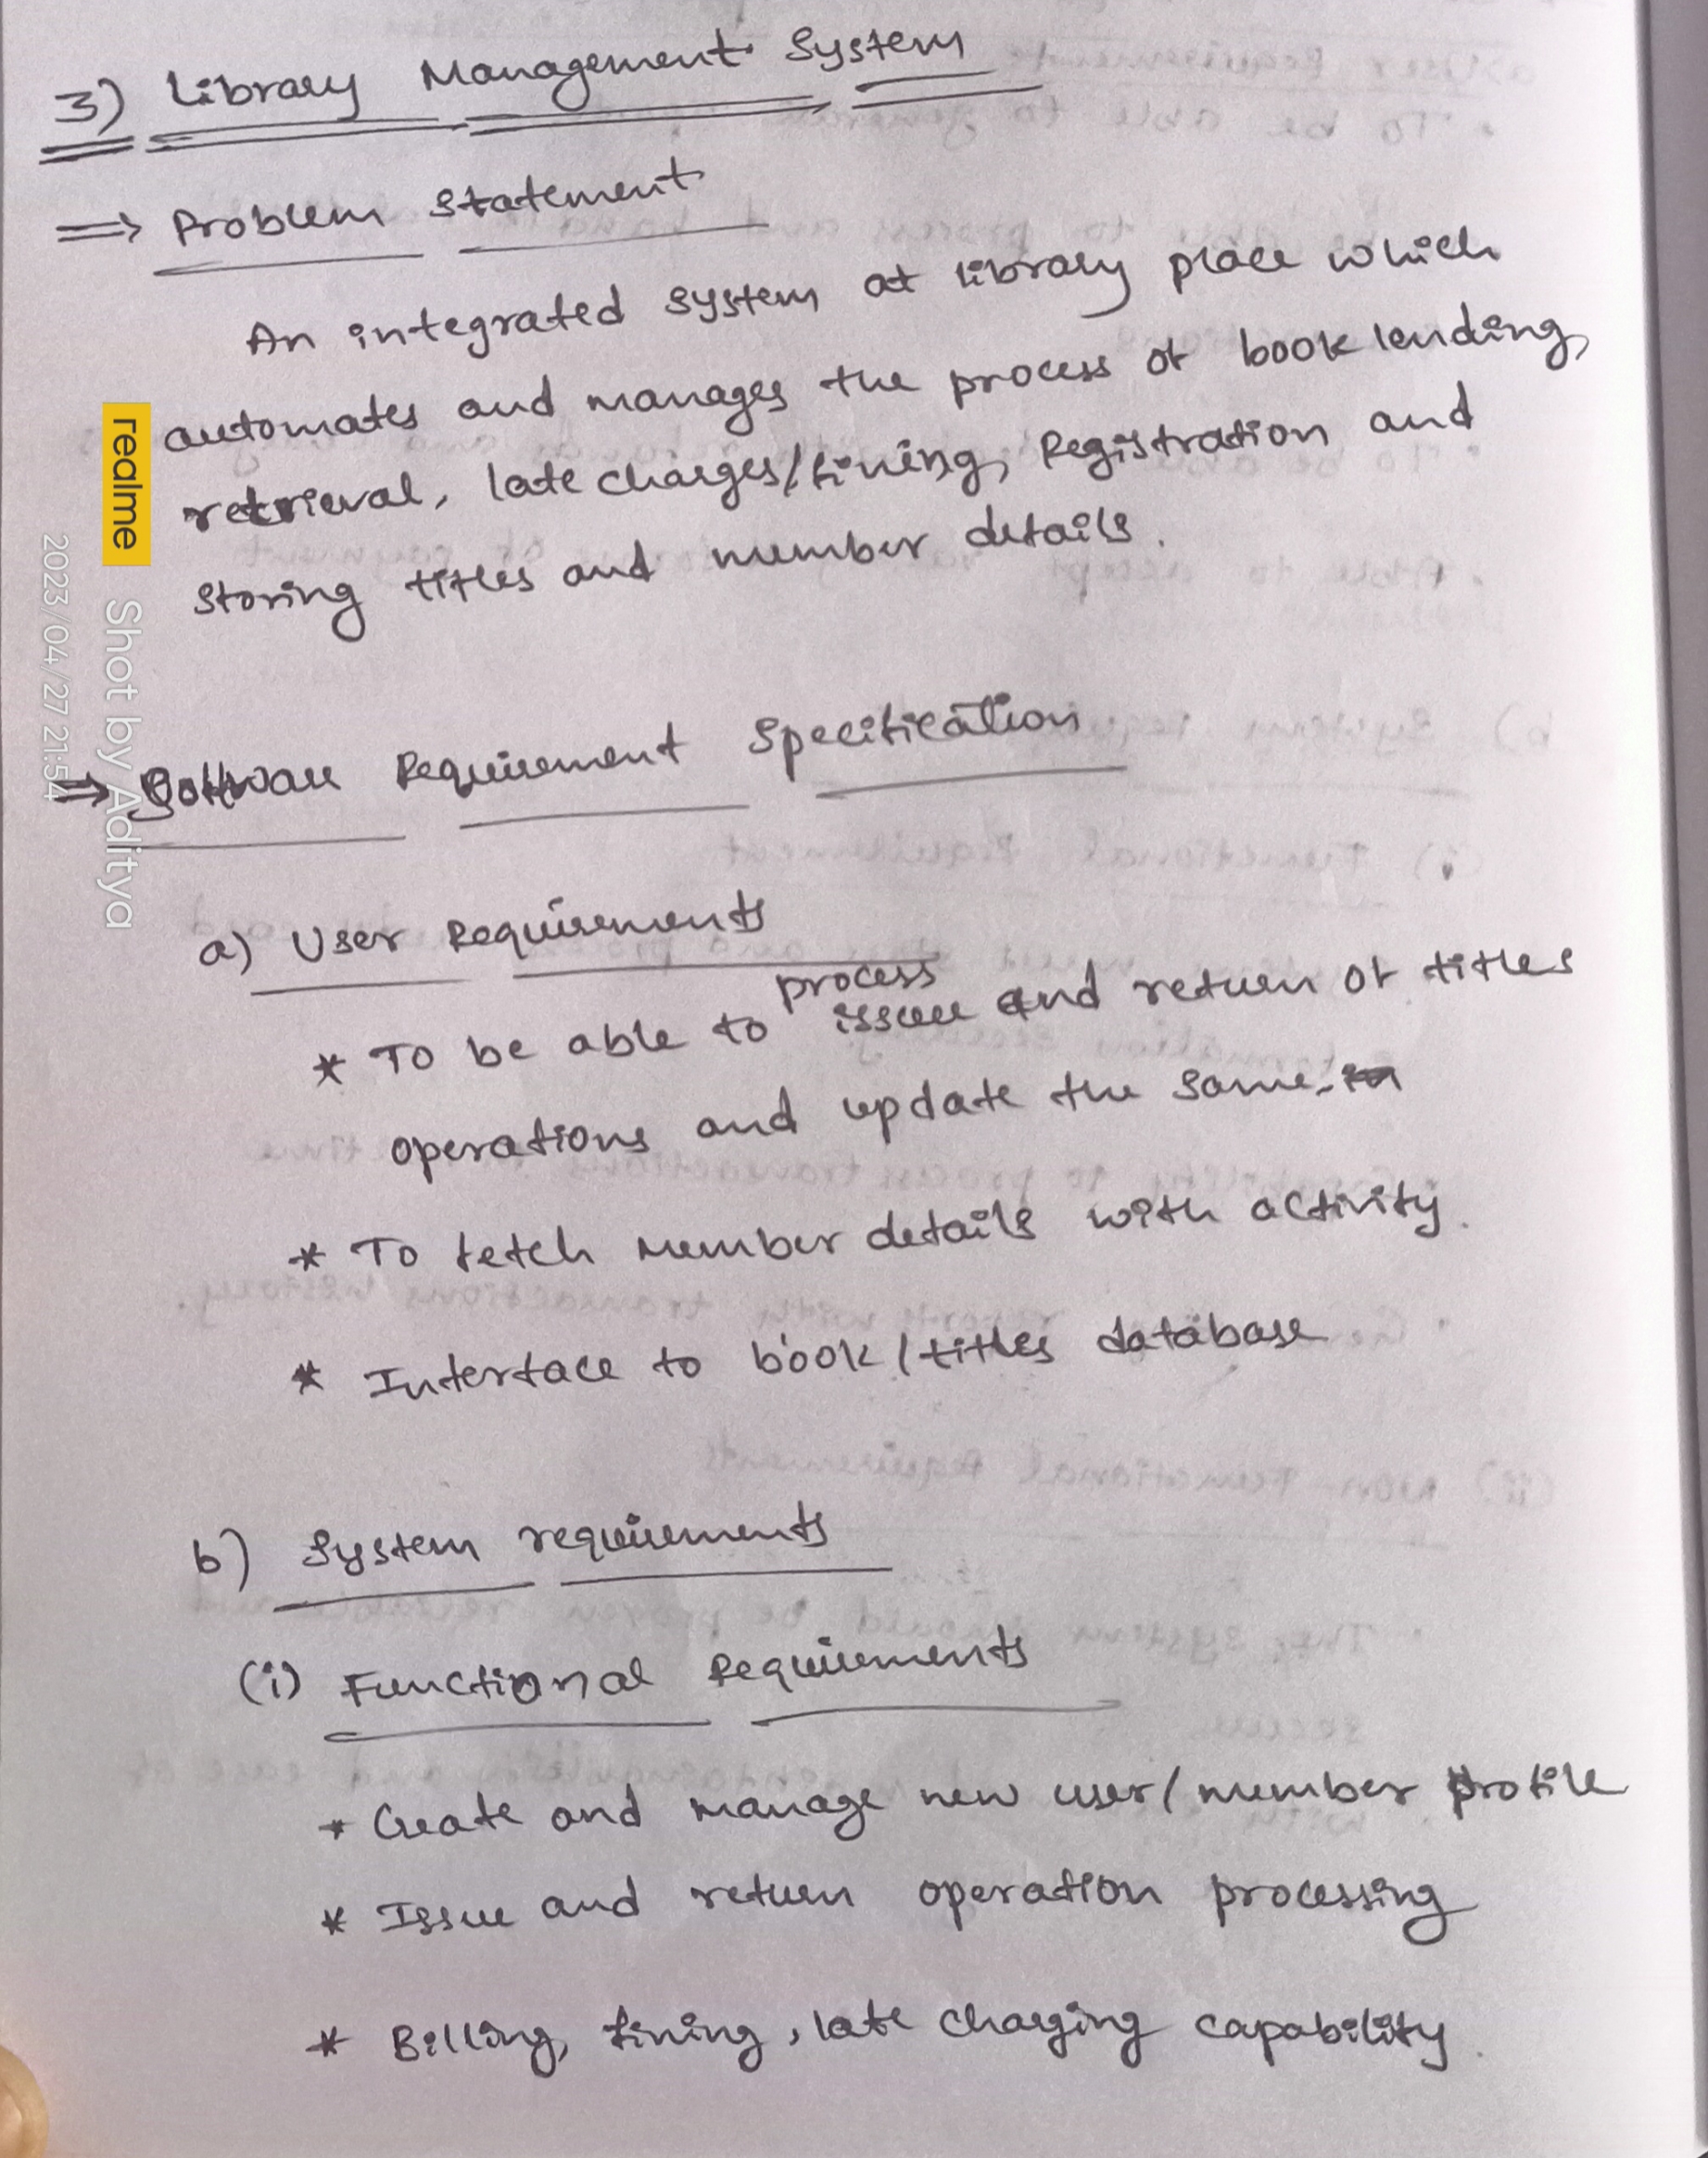 3) Library Management System
⇒ Problem Statement
An integrated system at library place which
automates and manages the process of book lending,
retrieval, late charges/fining, Registration and
storing titles and member details.
⇒ Software Requirement Specification
a) User Requirements
process
* To be able to issue and return of titles
operations and update the same.
* To fetch member details with activity.
* Interface to book/titles database
b) System requirements
(i) Functional Requirements
* Create and manage new user/member profile
* Issue and return operation processing
* Billing, fining, late charging capability.
realme Shot by Aditya
2023/04/27 21:54